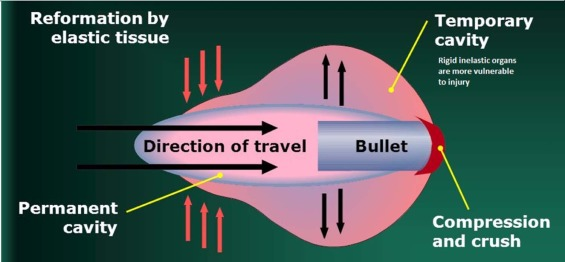 Reformation by
elastic tissue
Temporary
cavity
Rigid inelastic organs
are more vulnerable
to injury
Direction of travel
Bullet
Permanent
cavity
Compression
and crush